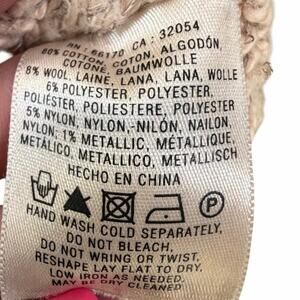 RN: 66170 CA: 32054
80% COTTON, COTON, ALGODÓN,
COTONE, BAUMWOLLE
8% WOOL, LAINE, LANA, LANA, WOLLE
6% POLYESTER, POLYESTER,
POLIÉSTER, POLIESTERE, POLYESTER
5% NYLON, NYLON, NILÓN, NAILON,
NYLON; 1% METALLIC, MÉTALLIQUE,
METÁLICO, METALLICO, METALLISCH
HECHO EN CHINA
P
HAND WASH COLD SEPARATELY,
DO NOT BLEACH,
DO NOT WRING OR TWIST,
RESHAPE LAY FLAT TO DRY,
LOW IRON AS NEEDED,
MAY BE DRY CLEANED